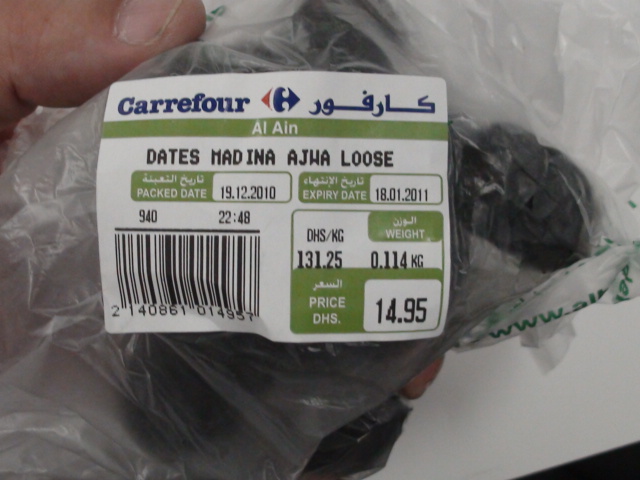 Carrefour كارفور
Al Ain
DATES MADINA AJWA LOOSE
تاريخ التعبئة
PACKED DATE 19.12.2010
تاريخ الإنتهاء
EXPIRY DATE 18.01.2011
940 22:48
الوزن
DHS/KG WEIGHT
131.25 0.114 KG
السعر
PRICE DHS. 14.95
2 140861 014957
www.